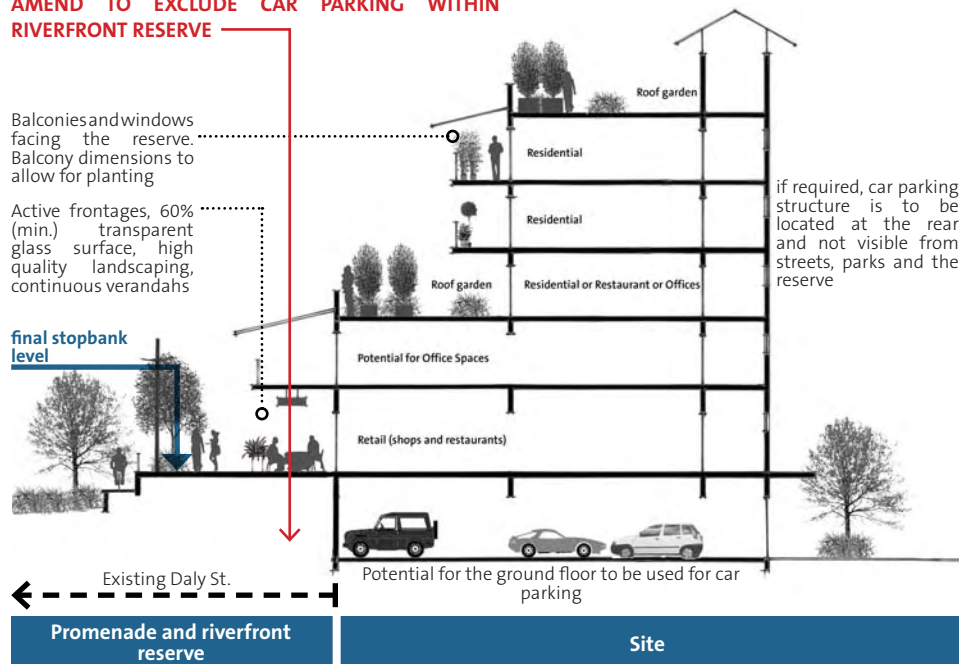 AMEND TO EXCLUDE CAR PARKING WITHIN
RIVERFRONT RESERVE
Roof garden
Balconies and windows
facing the reserve.
Balcony dimensions to
allow for planting
Residential
Active frontages, 60%
(min.) transparent
glass surface, high
quality landscaping,
continuous verandahs
Residential
if required, car parking
structure is to be
located at the rear
and not visible from
streets, parks and the
reserve
Roof garden
Residential or Restaurant or Offices
final stopbank
level
Potential for Office Spaces
Retail (shops and restaurants)
Existing Daly St.
Potential for the ground floor to be used for car
parking
Promenade and riverfront
reserve
Site